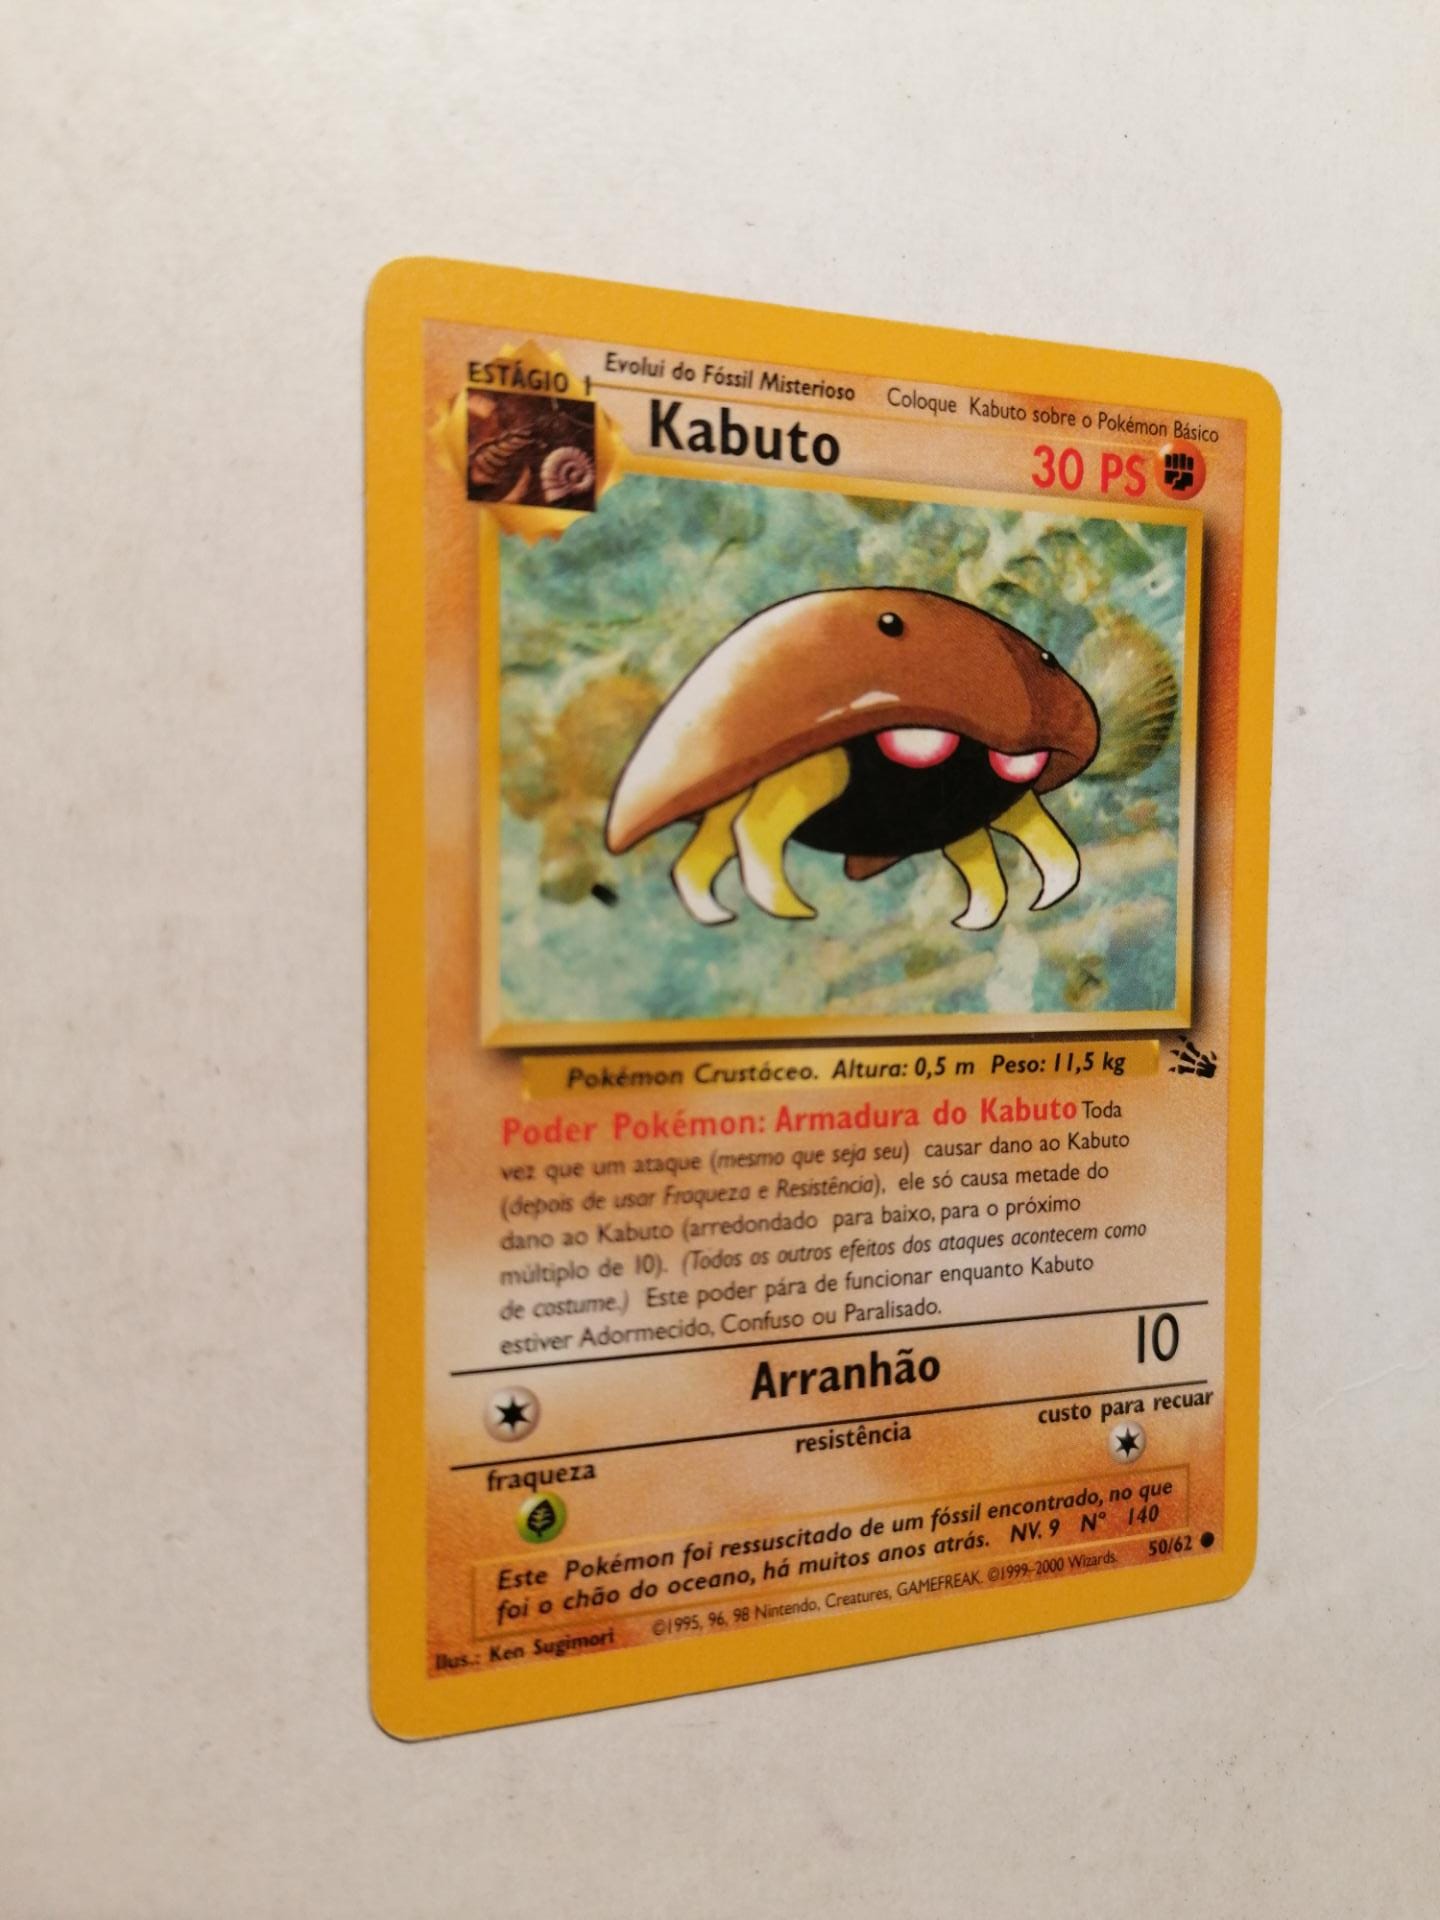 ESTÁGIO 1
Evolui do Fóssil Misterioso Coloque Kabuto sobre o Pokémon Básico
Kabuto
30 PS
Pokémon Crustáceo. Altura: 0,5 m Peso: 11,5 kg
Poder Pokémon: Armadura do Kabuto Toda
vez que um ataque (mesmo que seja seu) causar dano ao Kabuto
(depois de usar Fraqueza e Resistência), ele só causa metade do
dano ao Kabuto (arredondado para baixo, para o próximo
múltiplo de 10). (Todos os outros efeitos dos ataques acontecem como
de costume.) Este poder pára de funcionar enquanto Kabuto
estiver Adormecido, Confuso ou Paralisado.
Arranhão 10
fraqueza resistência custo para recuar
Este Pokémon foi ressuscitado de um fóssil encontrado, no que
foi o chão do oceano, há muitos anos atrás. NV. 9 Nº 140
Ilus.: Ken Sugimori ©1995, 96, 98 Nintendo, Creatures, GAMEFREAK. ©1999-2000 Wizards. 50/62